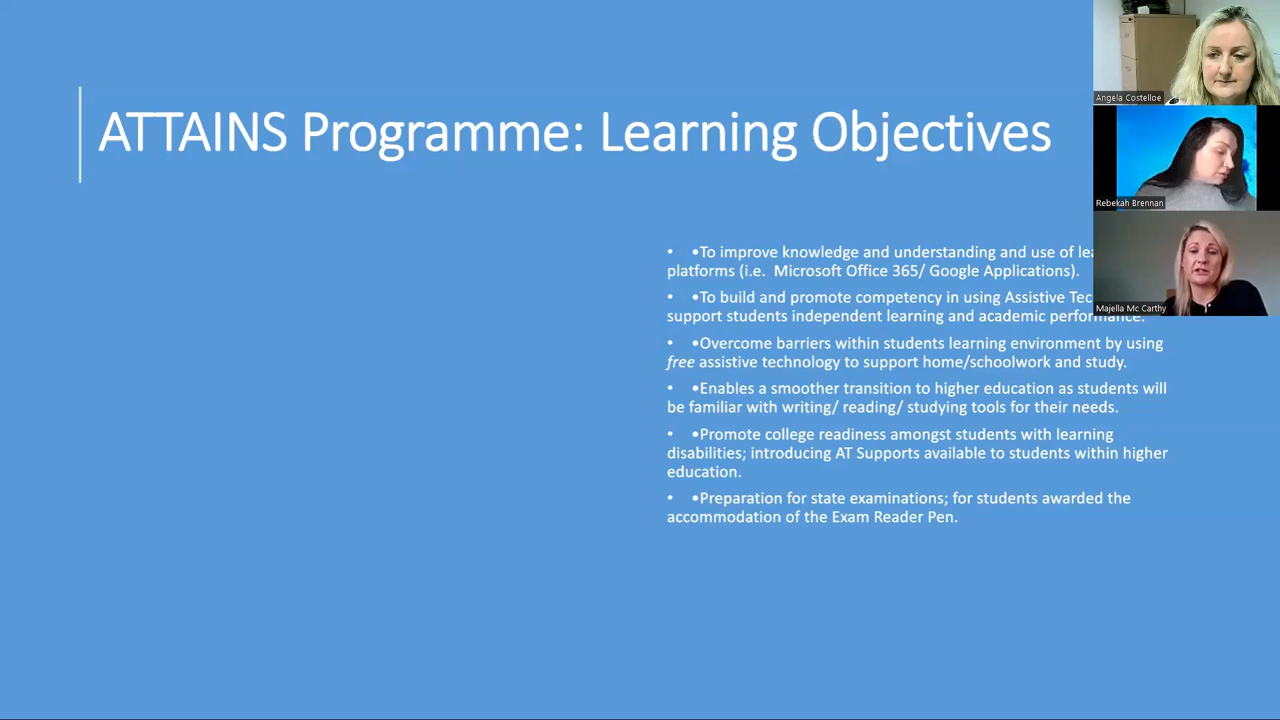 ATTAINS Programme: Learning Objectives
• •To improve knowledge and understanding and use of
platforms (i.e. Microsoft Office 365/ Google Applications).
• •To build and promote competency in using Assistive
support students independent learning and academic performance.
• •Overcome barriers within students learning environment by using
free assistive technology to support home/schoolwork and study.
• •Enables a smoother transition to higher education as students will
be familiar with writing/ reading/ studying tools for their needs.
• •Promote college readiness amongst students with learning
disabilities; introducing AT Supports available to students within higher
education.
• •Preparation for state examinations; for students awarded the
accommodation of the Exam Reader Pen.
Angela Costelloe
Rebekah Brennan
Majella Mc Carthy